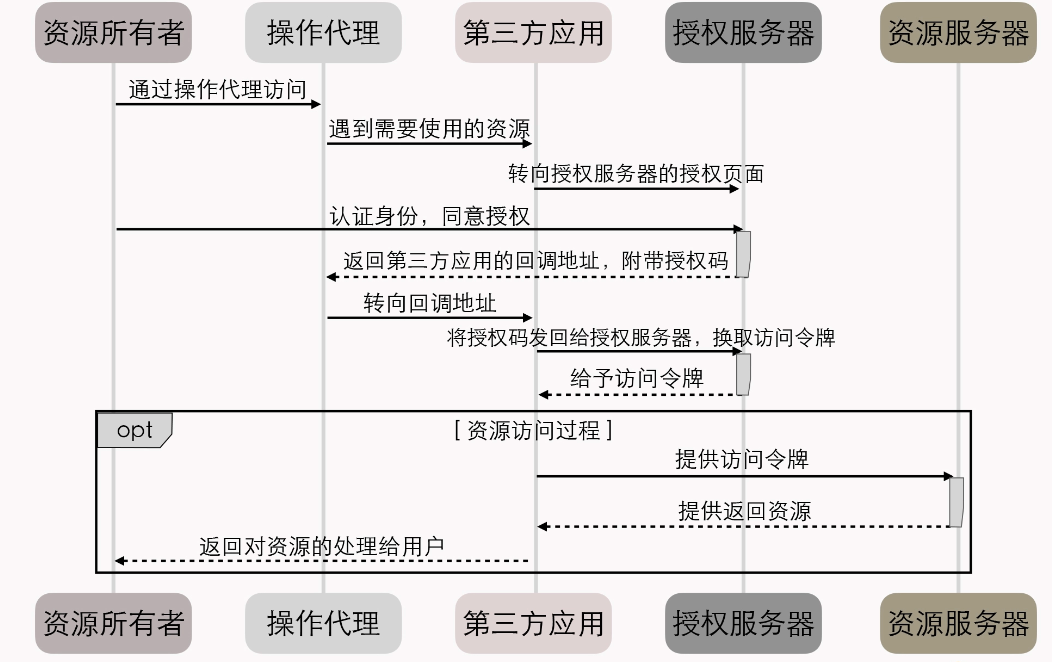 资源所有者 操作代理 第三方应用 授权服务器 资源服务器
通过操作代理访问
遇到需要使用的资源
转向授权服务器的授权页面
认证身份，同意授权
返回第三方应用的回调地址，附带授权码
转向回调地址
将授权码发回给授权服务器，换取访问令牌
给予访问令牌
opt [ 资源访问过程 ]
提供访问令牌
提供返回资源
返回对资源的处理给用户
资源所有者 操作代理 第三方应用 授权服务器 资源服务器